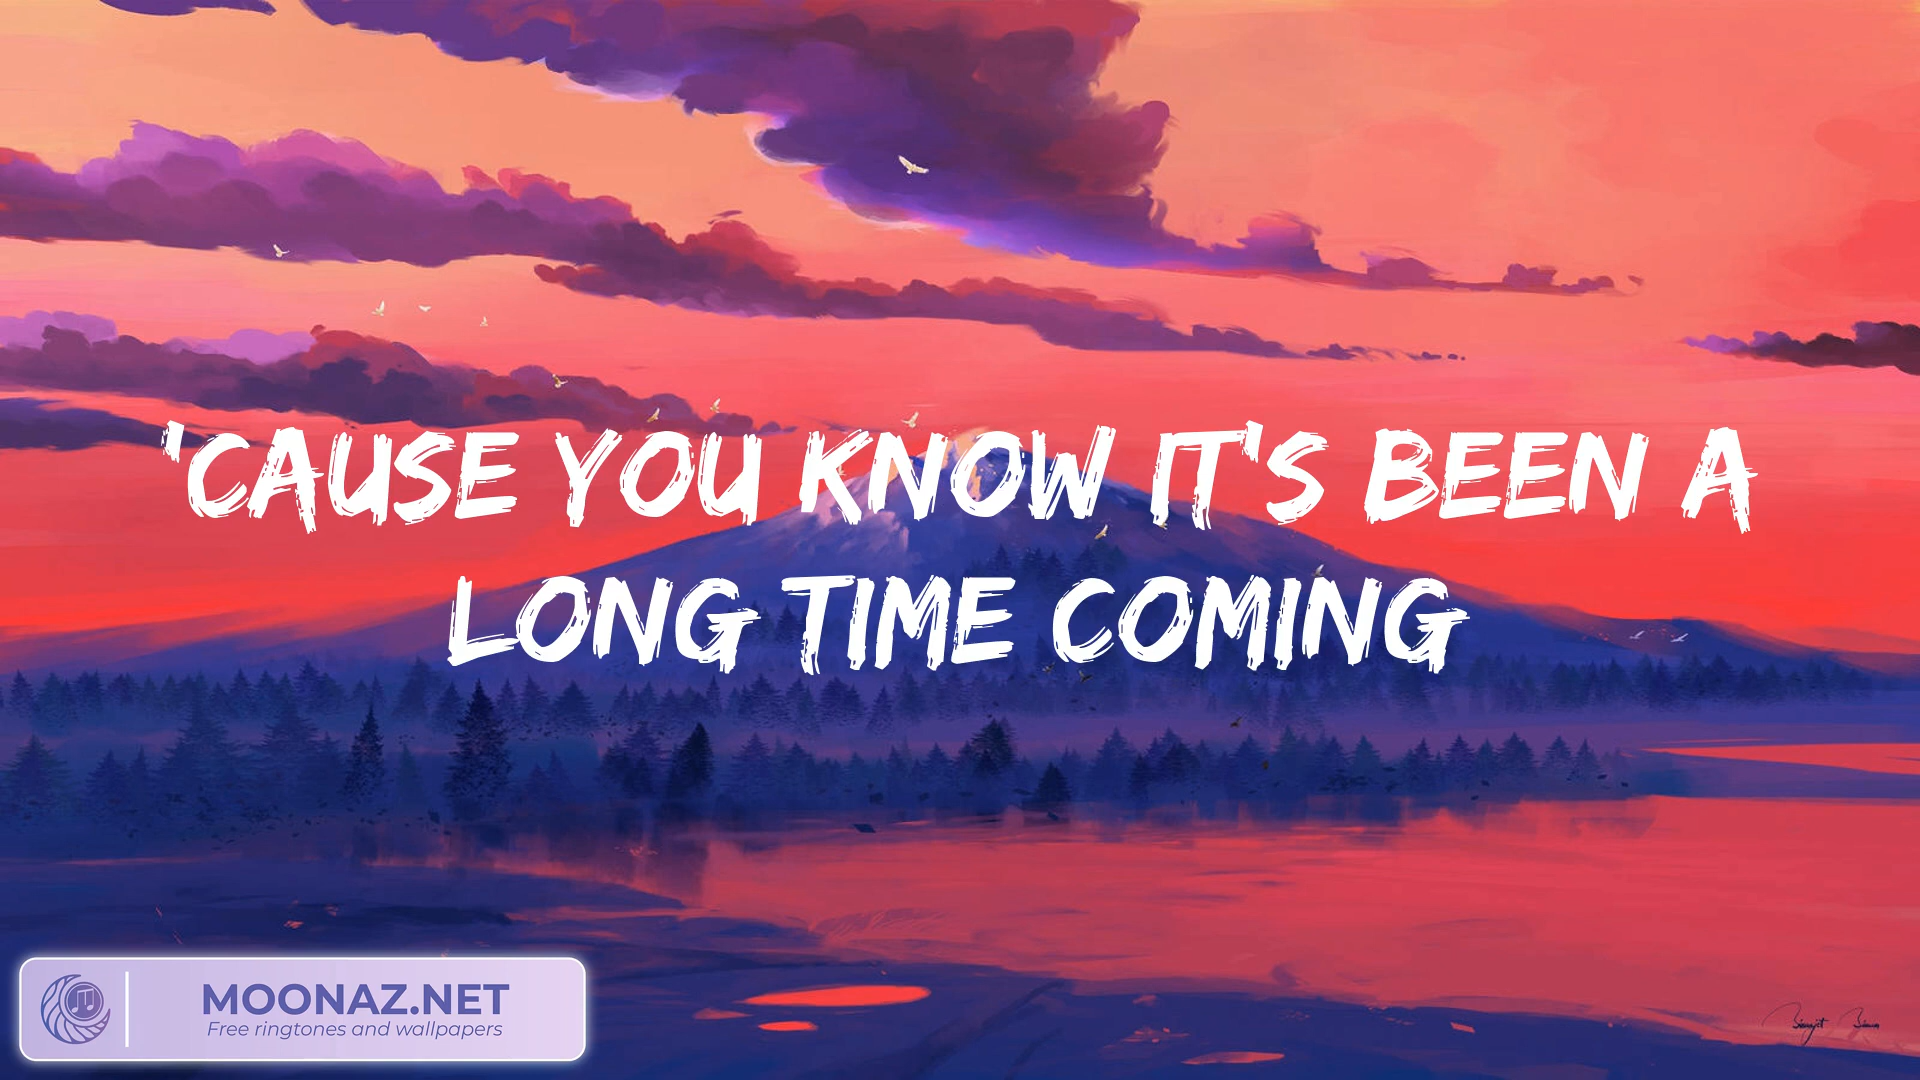 'CAUSE YOU KNOW IT'S BEEN A
LONG TIME COMING
MOONAZ.NET
Free ringtones and wallpapers